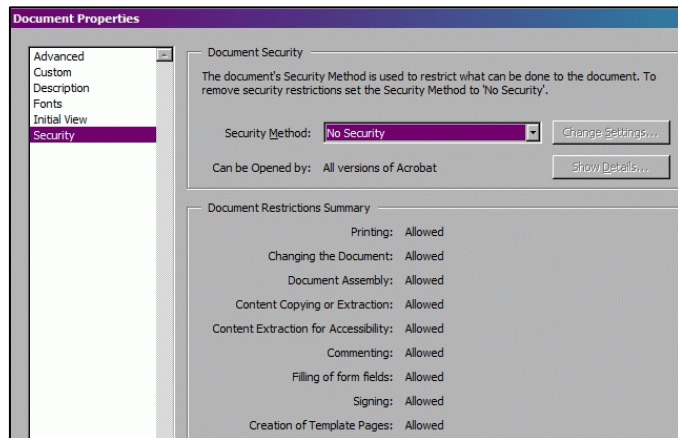 Document Properties
Advanced
Custom
Description
Fonts
Initial View
Security
Document Security
The document's Security Method is used to restrict what can be done to the document. To
remove security restrictions set the Security Method to 'No Security'.
Security Method: No Security Change Settings...
Can be Opened by: All versions of Acrobat Show Details...
Document Restrictions Summary
Printing: Allowed
Changing the Document: Allowed
Document Assembly: Allowed
Content Copying or Extraction: Allowed
Content Extraction for Accessibility: Allowed
Commenting: Allowed
Filling of form fields: Allowed
Signing: Allowed
Creation of Template Pages: Allowed